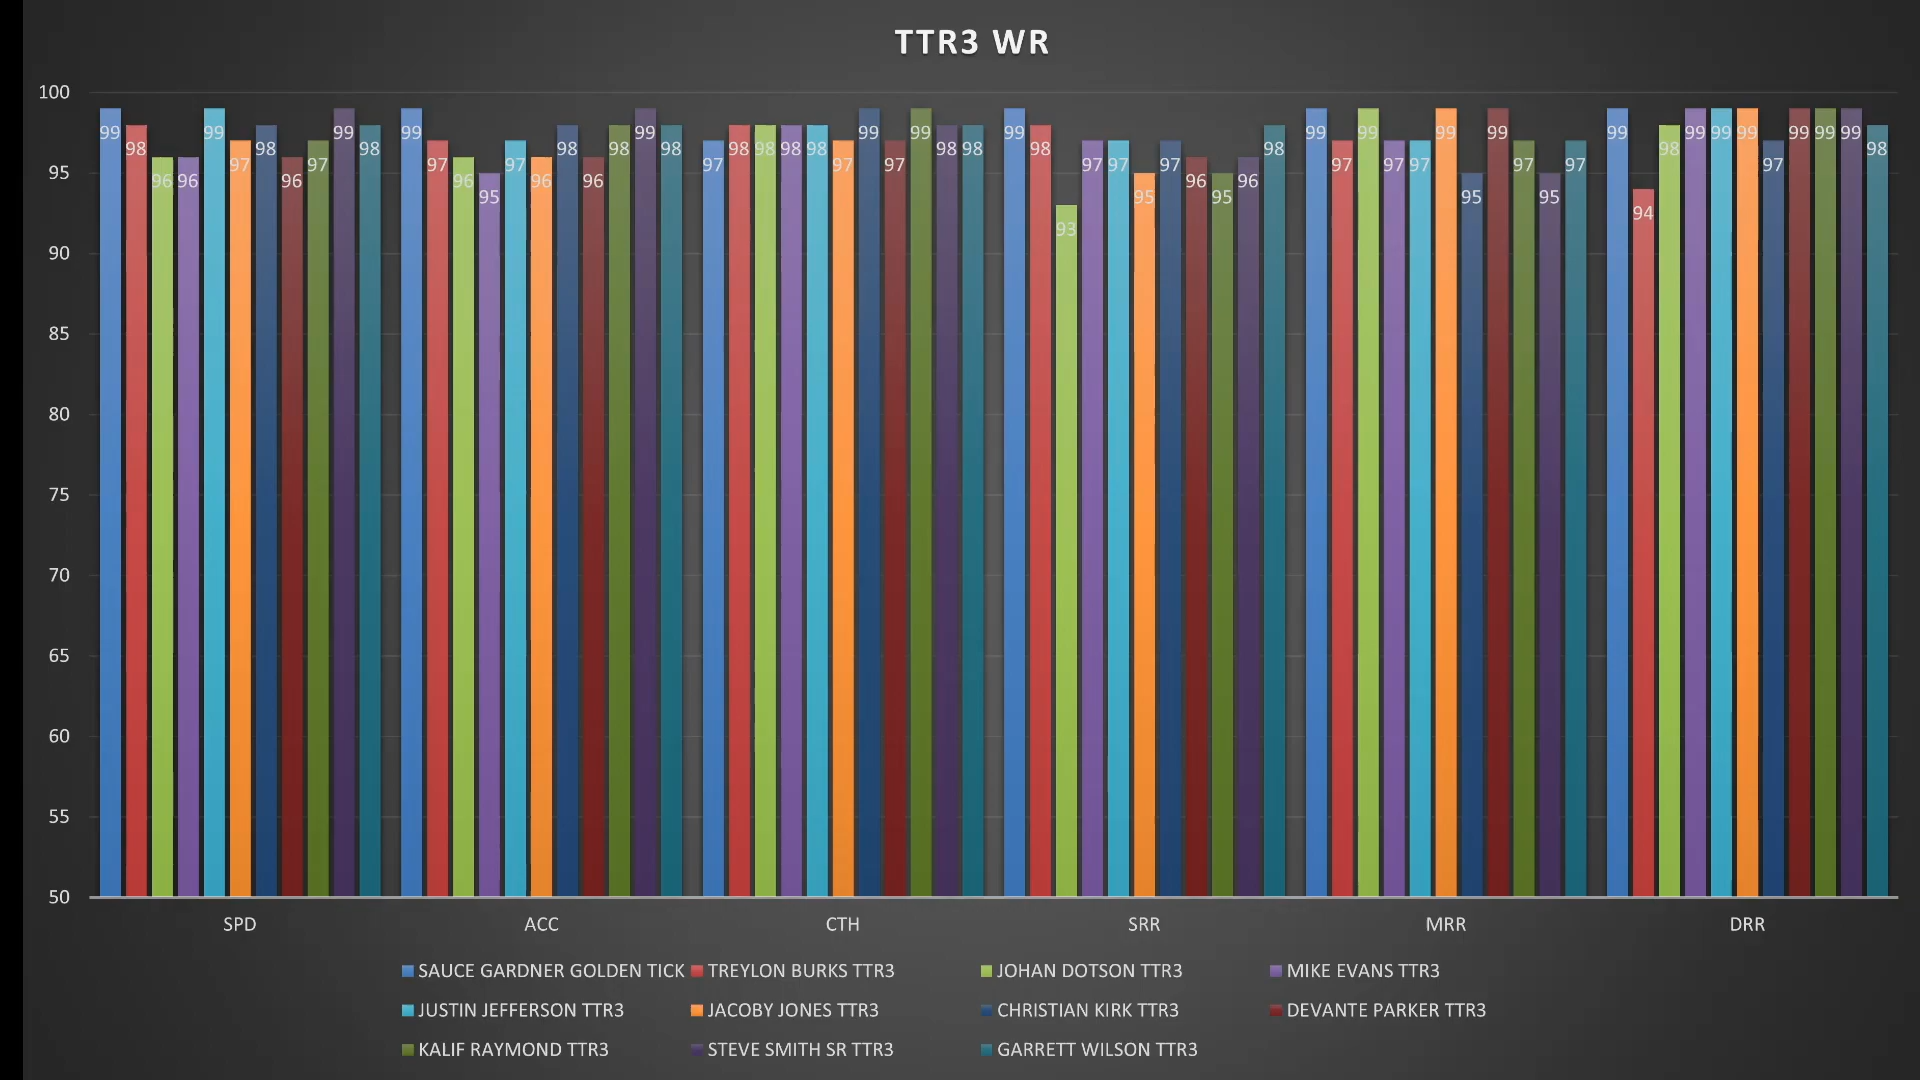 TTR3 WR
100
99 98 96 96 99 97 98 96 97 99 98 99 97 96 95 97 96 98 96 98 99 98 97 98 98 98 98 97 99 97 99 98 98 99 98 93 97 97 95 97 96 95 96 98 99 97 99 97 97 99 95 99 97 95 97 99 94 98 99 99 99 97 99 99 99 98
95
90
85
80
75
70
65
60
55
50
SPD ACC CTH SRR MRR DRR
SAUCE GARDNER GOLDEN TICK TREYLON BURKS TTR3 JOHAN DOTSON TTR3 MIKE EVANS TTR3
JUSTIN JEFFERSON TTR3 JACOBY JONES TTR3 CHRISTIAN KIRK TTR3 DEVANTE PARKER TTR3
KALIF RAYMOND TTR3 STEVE SMITH SR TTR3 GARRETT WILSON TTR3